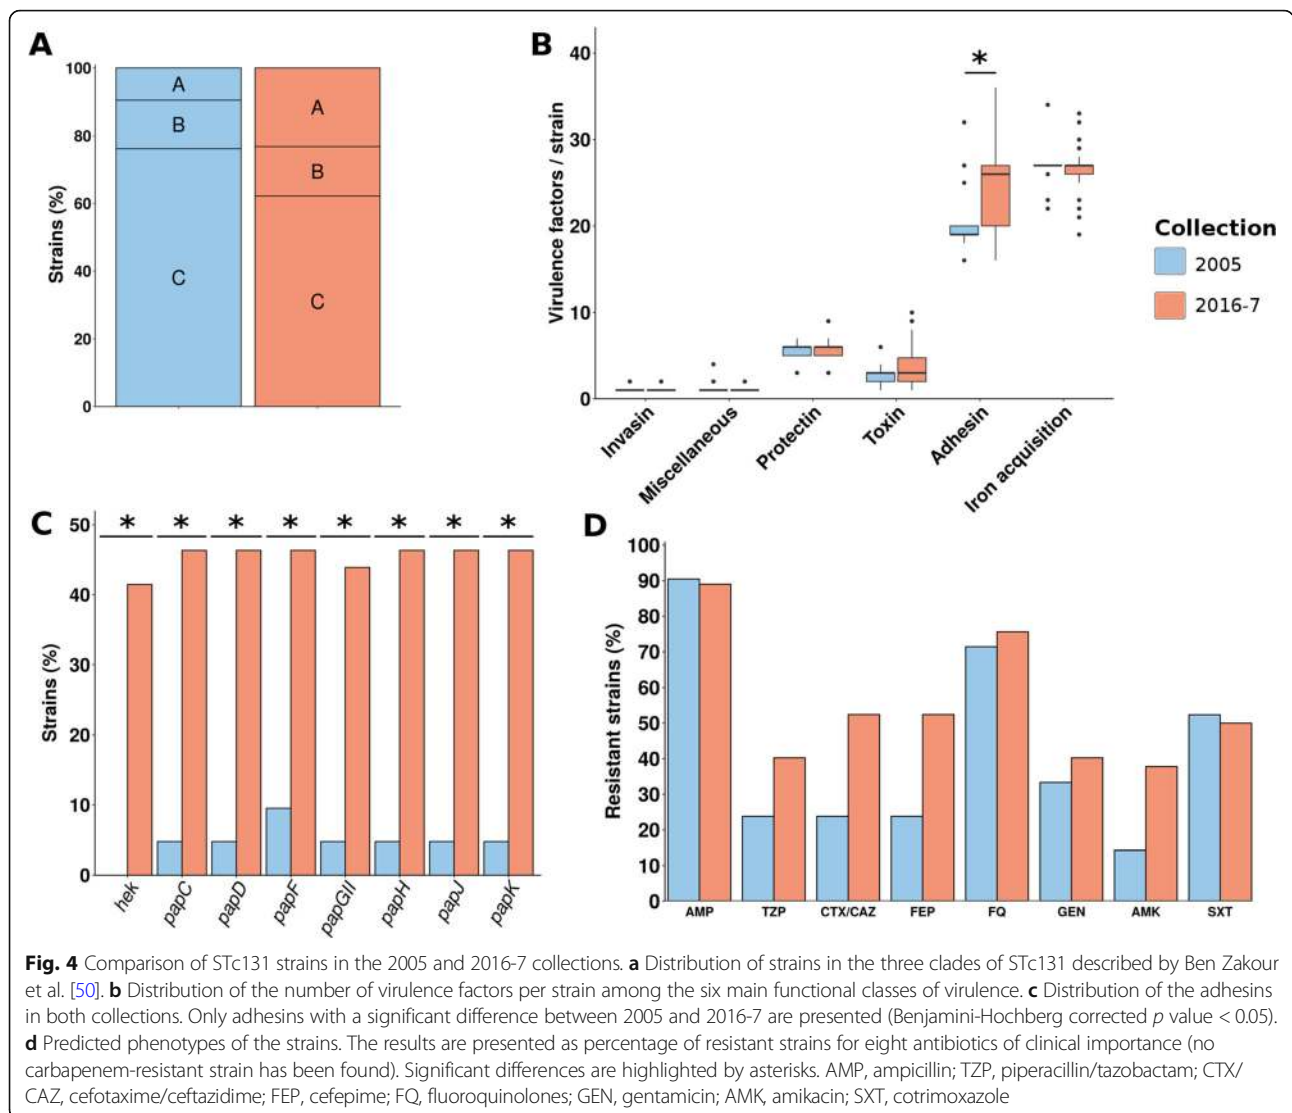 A
100
80
60
40
20
0
Strains (%)
A
B
C
A
B
C
B
40
30
20
10
0
Virulence factors / strain
*
Invasin
Miscellaneous
Protectin
Toxin
Adhesin
Iron acquisition
Collection
2005
2016-7
C
50
40
30
20
10
0
Strains (%)
* * * * * * * *
hek
papC
papD
papF
papGII
papH
papJ
papK
D
100
90
80
70
60
50
40
30
20
10
0
Resistant strains (%)
AMP TZP CTX/CAZ FEP FQ GEN AMK SXT
Fig. 4 Comparison of STc131 strains in the 2005 and 2016-7 collections. a Distribution of strains in the three clades of STc131 described by Ben Zakour
et al. [50]. b Distribution of the number of virulence factors per strain among the six main functional classes of virulence. c Distribution of the adhesins
in both collections. Only adhesins with a significant difference between 2005 and 2016-7 are presented (Benjamini-Hochberg corrected p value < 0.05).
d Predicted phenotypes of the strains. The results are presented as percentage of resistant strains for eight antibiotics of clinical importance (no
carbapenem-resistant strain has been found). Significant differences are highlighted by asterisks. AMP, ampicillin; TZP, piperacillin/tazobactam; CTX/
CAZ, cefotaxime/ceftazidime; FEP, cefepime; FQ, fluoroquinolones; GEN, gentamicin; AMK, amikacin; SXT, cotrimoxazole